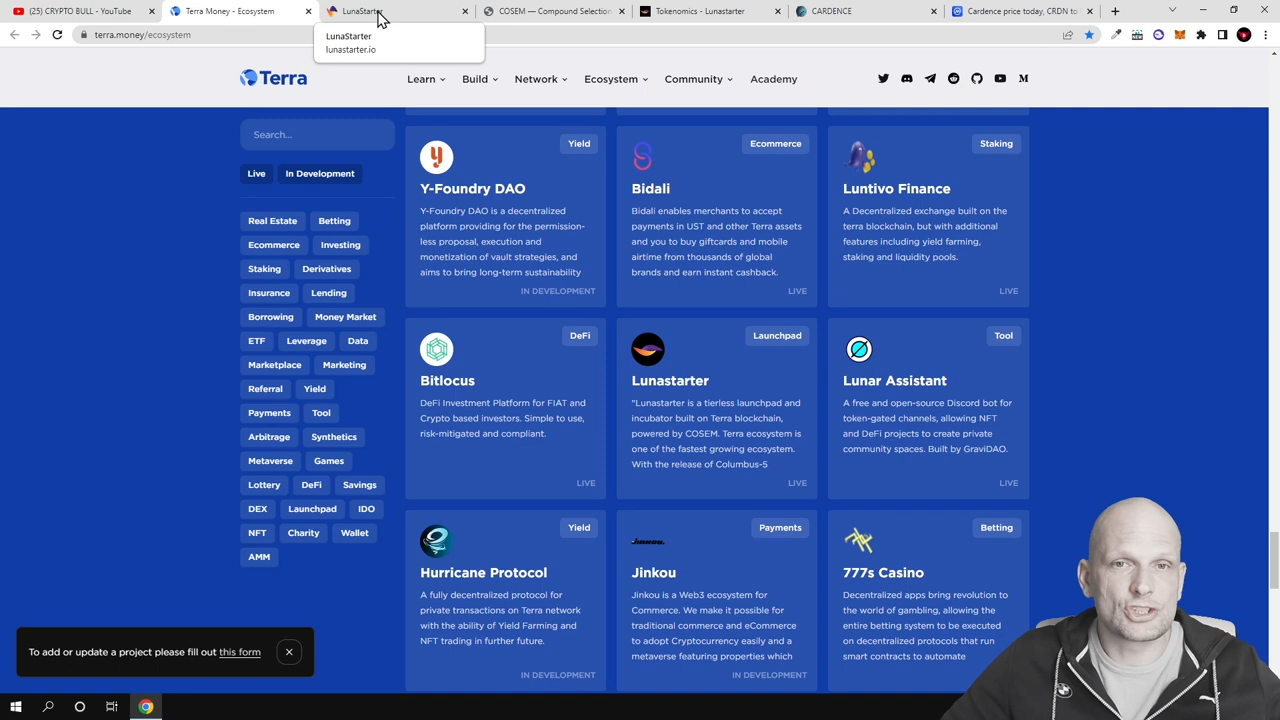 (25) CRYPTO BULL - YouTube
Terra Money - Ecosystem
LunaStarter
COSEM — Compound Selection
Tokenomics - Lunastarter
CARDENCE
Cardence price today, CRDN to
terra.money/ecosystem
LunaStarter
lunastarter.io
Terra
Learn
Build
Network
Ecosystem
Community
Academy
Search...
Live
In Development
Real Estate
Betting
Ecommerce
Investing
Staking
Derivatives
Insurance
Lending
Borrowing
Money Market
ETF
Leverage
Data
Marketplace
Marketing
Referral
Yield
Payments
Tool
Arbitrage
Synthetics
Metaverse
Games
Lottery
DeFi
Savings
DEX
Launchpad
IDO
NFT
Charity
Wallet
AMM
Yield
Y-Foundry DAO
Y-Foundry DAO is a decentralized
platform providing for the permission-
less proposal, execution and
monetization of vault strategies, and
aims to bring long-term sustainability
IN DEVELOPMENT
Ecommerce
Bidali
Bidali enables merchants to accept
payments in UST and other Terra assets
and you to buy giftcards and mobile
airtime from thousands of global
brands and earn instant cashback.
LIVE
Staking
Luntivo Finance
A Decentralized exchange built on the
terra blockchain, but with additional
features including yield farming,
staking and liquidity pools.
LIVE
DeFi
Bitlocus
DeFi Investment Platform for FIAT and
Crypto based investors. Simple to use,
risk-mitigated and compliant.
LIVE
Launchpad
Lunastarter
"Lunastarter is a tierless launchpad and
incubator built on Terra blockchain,
powered by COSEM. Terra ecosystem is
one of the fastest growing ecosystem.
With the release of Columbus-5
LIVE
Tool
Lunar Assistant
A free and open-source Discord bot for
token-gated channels, allowing NFT
and DeFi projects to create private
community spaces. Built by GraviDAO.
LIVE
Yield
Hurricane Protocol
A fully decentralized protocol for
private transactions on Terra network
with the ability of Yield Farming and
NFT trading in further future.
IN DEVELOPMENT
Payments
Jinkou
Jinkou is a Web3 ecosystem for
Commerce. We make it possible for
traditional commerce and eCommerce
to adopt Cryptocurrency easily and a
metaverse featuring properties which
IN DEVELOPMENT
Betting
777s Casino
Decentralized apps bring revolution to
the world of gambling, allowing the
entire betting system to be executed
on decentralized protocols that run
smart contracts to automate
To add or update a project please fill out this form